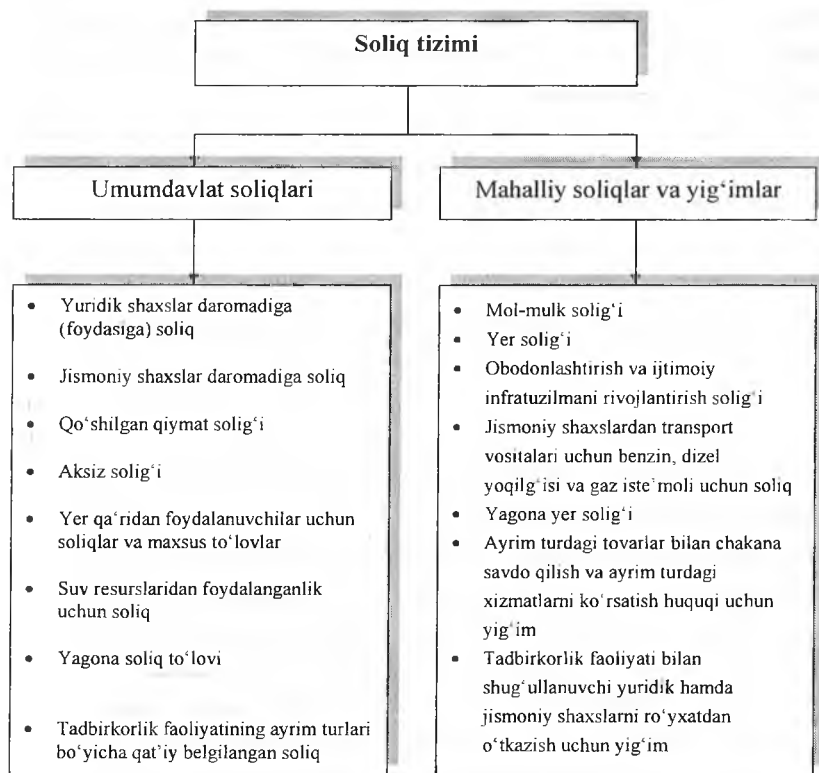 Soliq tizimi
Umumdavlat soliqlari
• Yuridik shaxslar daromadiga
(foydasiga) soliq
• Jismoniy shaxslar daromadiga soliq
• Qo‘shilgan qiymat solig‘i
• Aksiz solig‘i
• Yer qa‘ridan foydalanuvchilar uchun
soliqlar va maxsus to‘lovlar
• Suv resurslaridan foydalanganlik
uchun soliq
• Yagona soliq to‘lovi
• Tadbirkorlik faoliyatining ayrim turlari
bo‘yicha qat’iy belgilangan soliq
Mahalliy soliqlar va yig‘imlar
• Mol-mulk solig‘i
• Yer solig‘i
• Obodonlashtirish va ijtimoiy
infratuzilmani rivojlantirish solig‘i
• Jismoniy shaxslardan transport
vositalari uchun benzin, dizel
yoqilg‘isi va gaz iste’moli uchun soliq
• Yagona yer solig‘i
• Ayrim turdagi tovarlar bilan chakana
savdo qilish va ayrim turdagi
xizmatlarni ko‘rsatish huquqi uchun
yig‘im
• Tadbirkorlik faoliyati bilan
shug‘ullanuvchi yuridik hamda
jismoniy shaxslarni ro‘yxatdan
o‘tkazish uchun yig‘im